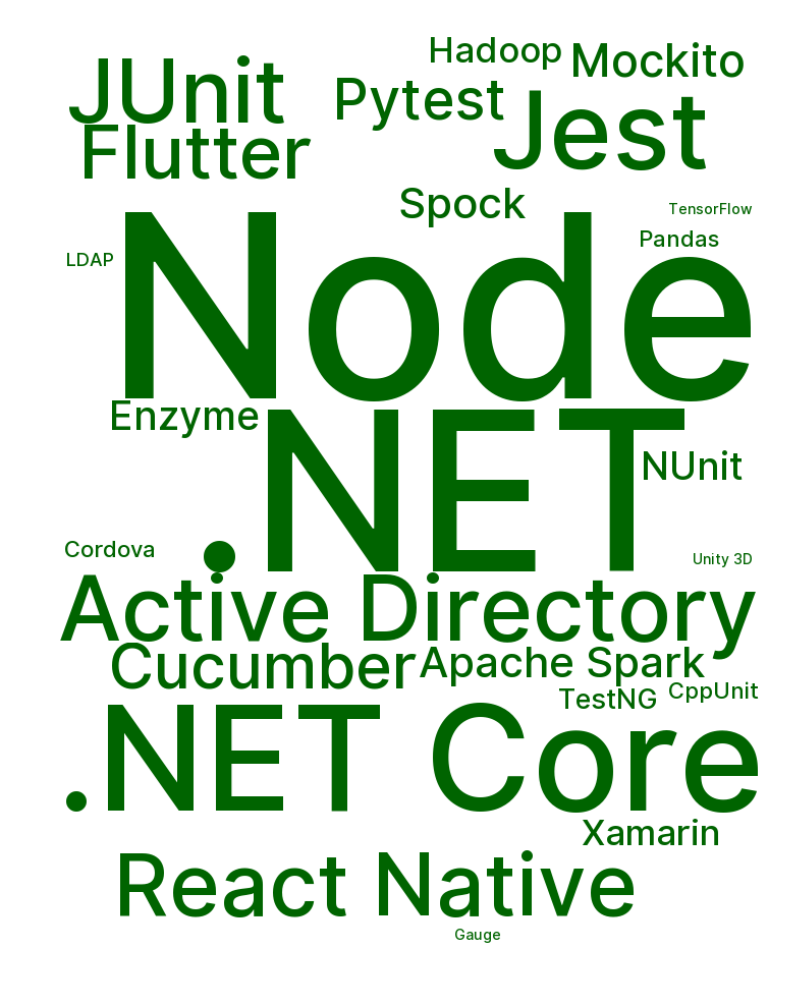 Hadoop
Mockito
JUnit
Pytest
Jest
Flutter
Spock
TensorFlow
Pandas
LDAP
Node
Enzyme
.NET
NUnit
Cordova
Unity 3D
Active Directory
Cucumber
Apache Spark
TestNG
CppUnit
.NET Core
Xamarin
React Native
Gauge